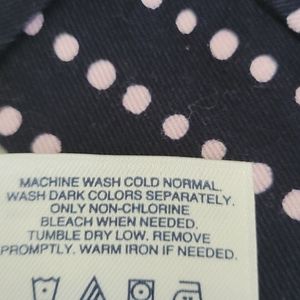 MACHINE WASH COLD NORMAL.
WASH DARK COLORS SEPARATELY.
ONLY NON-CHLORINE
BLEACH WHEN NEEDED.
TUMBLE DRY LOW. REMOVE
PROMPTLY. WARM IRON IF NEEDED.